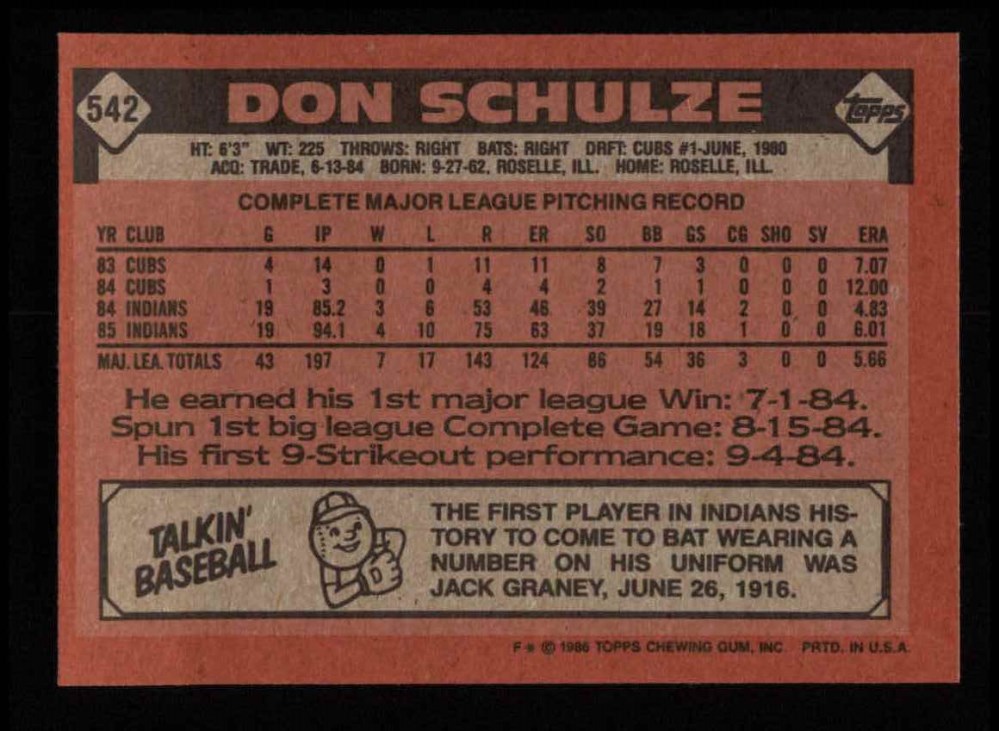 542 DON SCHULZE Topps
HT: 6'3" WT: 225 THROWS: RIGHT BATS: RIGHT DRFT: CUBS #1-JUNE, 1980
ACQ: TRADE, 6-13-84 BORN: 9-27-62, ROSELLE, ILL. HOME: ROSELLE, ILL.
COMPLETE MAJOR LEAGUE PITCHING RECORD
YR CLUB G IP W L R ER SO BB GS CG SHO SV ERA
83 CUBS 4 14 0 1 11 11 8 7 3 0 0 0 7.07
84 CUBS 1 3 0 0 4 4 2 1 1 0 0 0 12.00
84 INDIANS 19 85.2 3 6 53 46 39 27 14 2 0 0 4.83
85 INDIANS 19 94.1 4 10 75 63 37 19 18 1 0 0 6.01
MAJ. LEA. TOTALS 43 197 7 17 143 124 86 54 36 3 0 0 5.66
He earned his 1st major league Win: 7-1-84.
Spun 1st big league Complete Game: 8-15-84.
His first 9-Strikeout performance: 9-4-84.
TALKIN'
BASEBALL
THE FIRST PLAYER IN INDIANS HIS-
TORY TO COME TO BAT WEARING A
NUMBER ON HIS UNIFORM WAS
JACK GRANEY, JUNE 26, 1916.
F* © 1986 TOPPS CHEWING GUM, INC. PRTD. IN U.S.A.